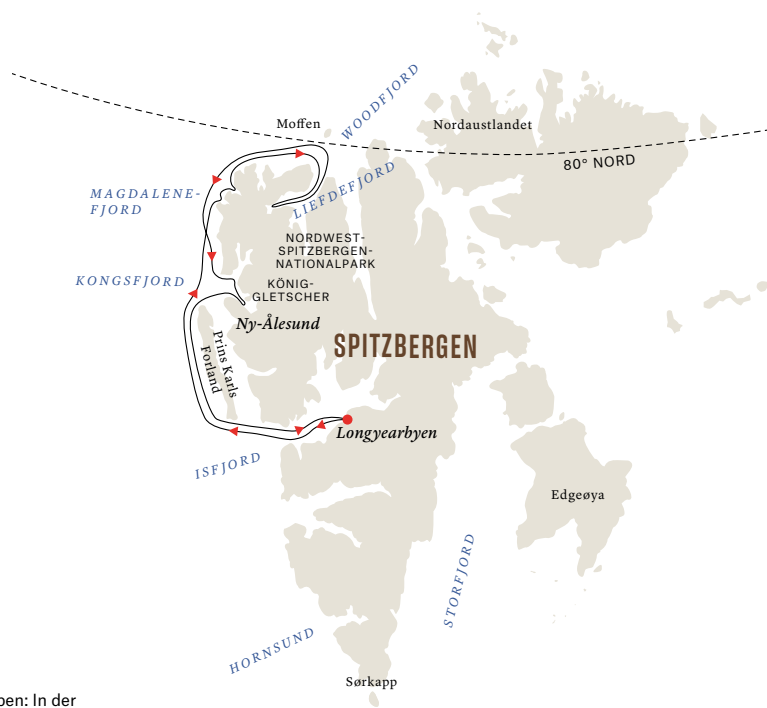 WOODFJORD
Moffen
Nordaustlandet
80° NORD
MAGDALENE-
FJORD
LIEFDEFJORD
NORDWEST-
SPITZBERGEN-
NATIONALPARK
KONGSFJORD
KÖNIG-
GLETSCHER
Ny-Ålesund
SPITZBERGEN
Prins Karls
Forland
Longyearbyen
ISFJORD
Edgeøya
STORFJORD
HORNSUND
Sørkapp
pen: In der